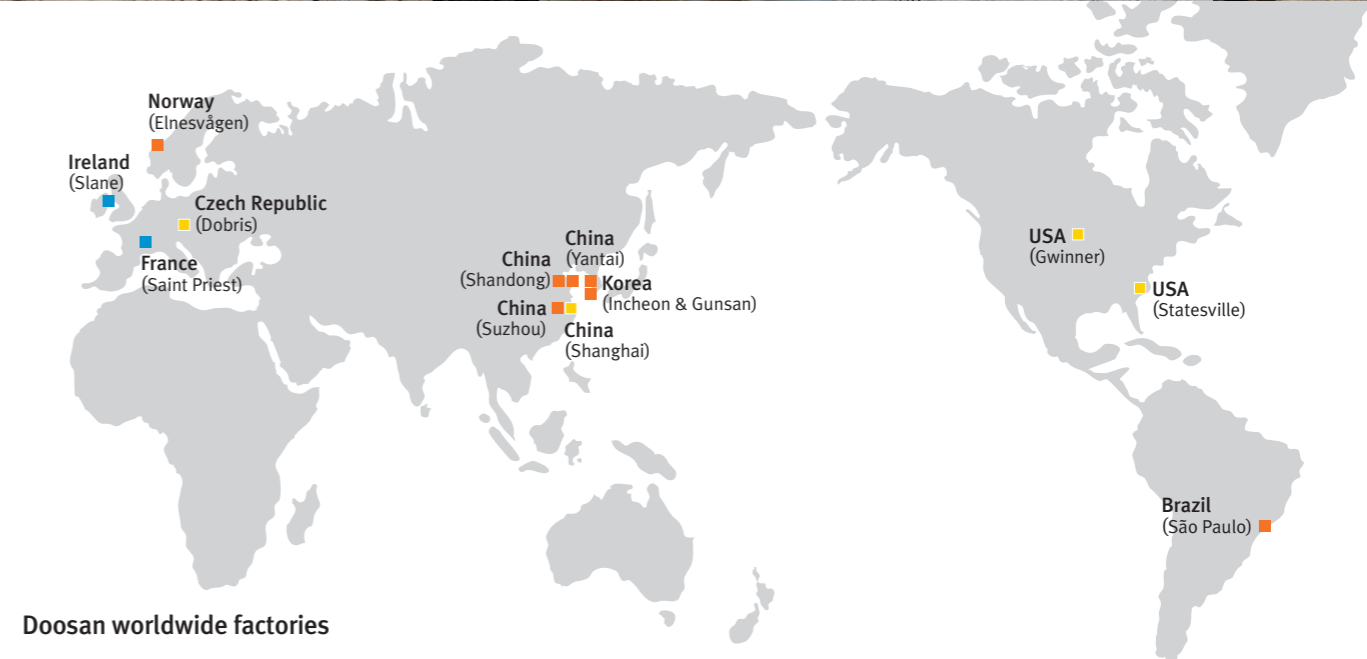 Norway
(Elnesvågen)
Ireland
(Slane)
Czech Republic
(Dobris)
France
(Saint Priest)
China
(Yantai)
China
(Shandong)
Korea
(Incheon & Gunsan)
China
(Suzhou)
China
(Shanghai)
USA
(Gwinner)
USA
(Statesville)
Brazil
(São Paulo)
Doosan worldwide factories